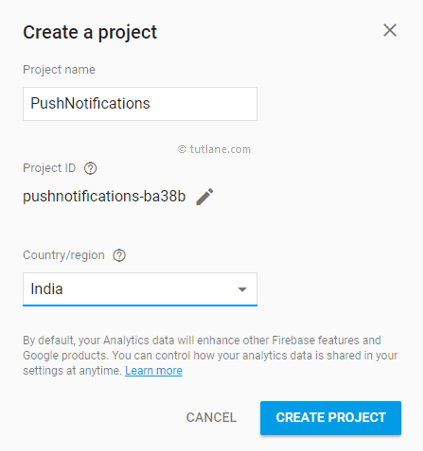 Create a project
Project name
PushNotifications
© tutlane.com
Project ID
pushnotifications-ba38b
Country/region
India
By default, your Analytics data will enhance other Firebase features and
Google products. You can control how your analytics data is shared in your
settings at anytime. Learn more
CANCEL
CREATE PROJECT